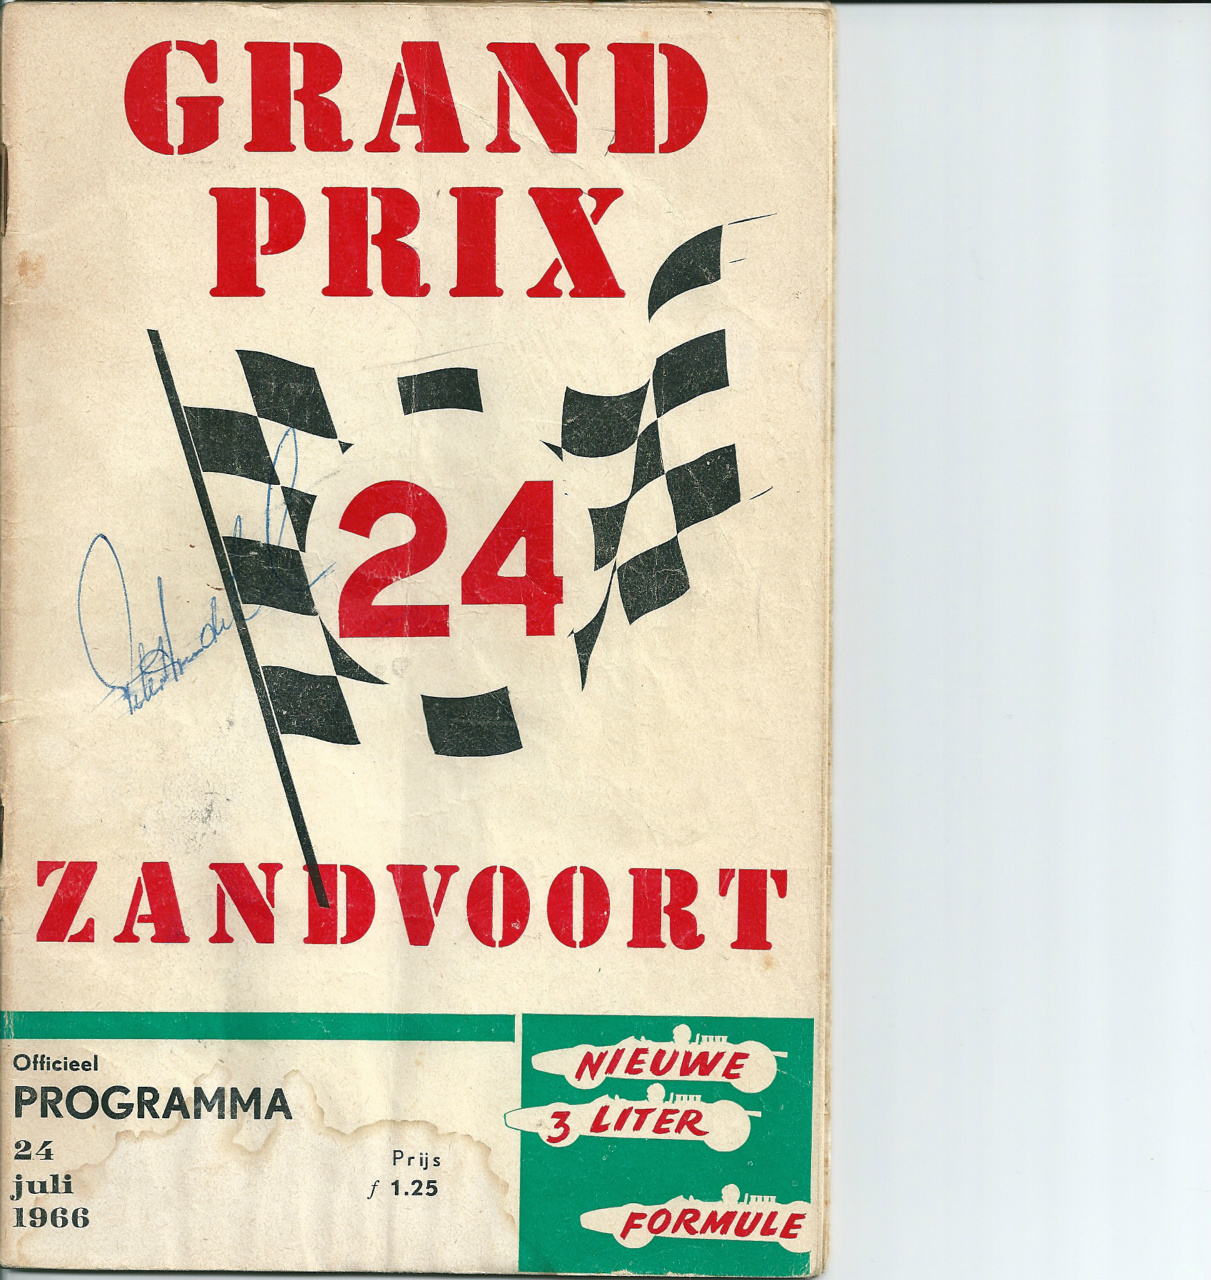 GRAND
PRIX
24
ZANDVOORT
Officieel
PROGRAMMA
24
juli
1966
Prijs
f 1.25
NIEUWE
3 LITER
FORMULE